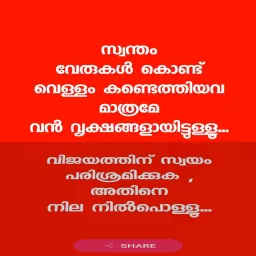 സ്വന്തം
വേരുകൾ കൊണ്ട്
വെള്ളം കണ്ടെത്തിയവ
മാത്രമേ
വൻ വൃക്ഷങ്ങളായിട്ടുള്ളൂ...
വിജയത്തിന് സ്വയം
പരിശ്രമിക്കുക ,
അതിനെ
നില നിൽപൊള്ളൂ...
SHARE